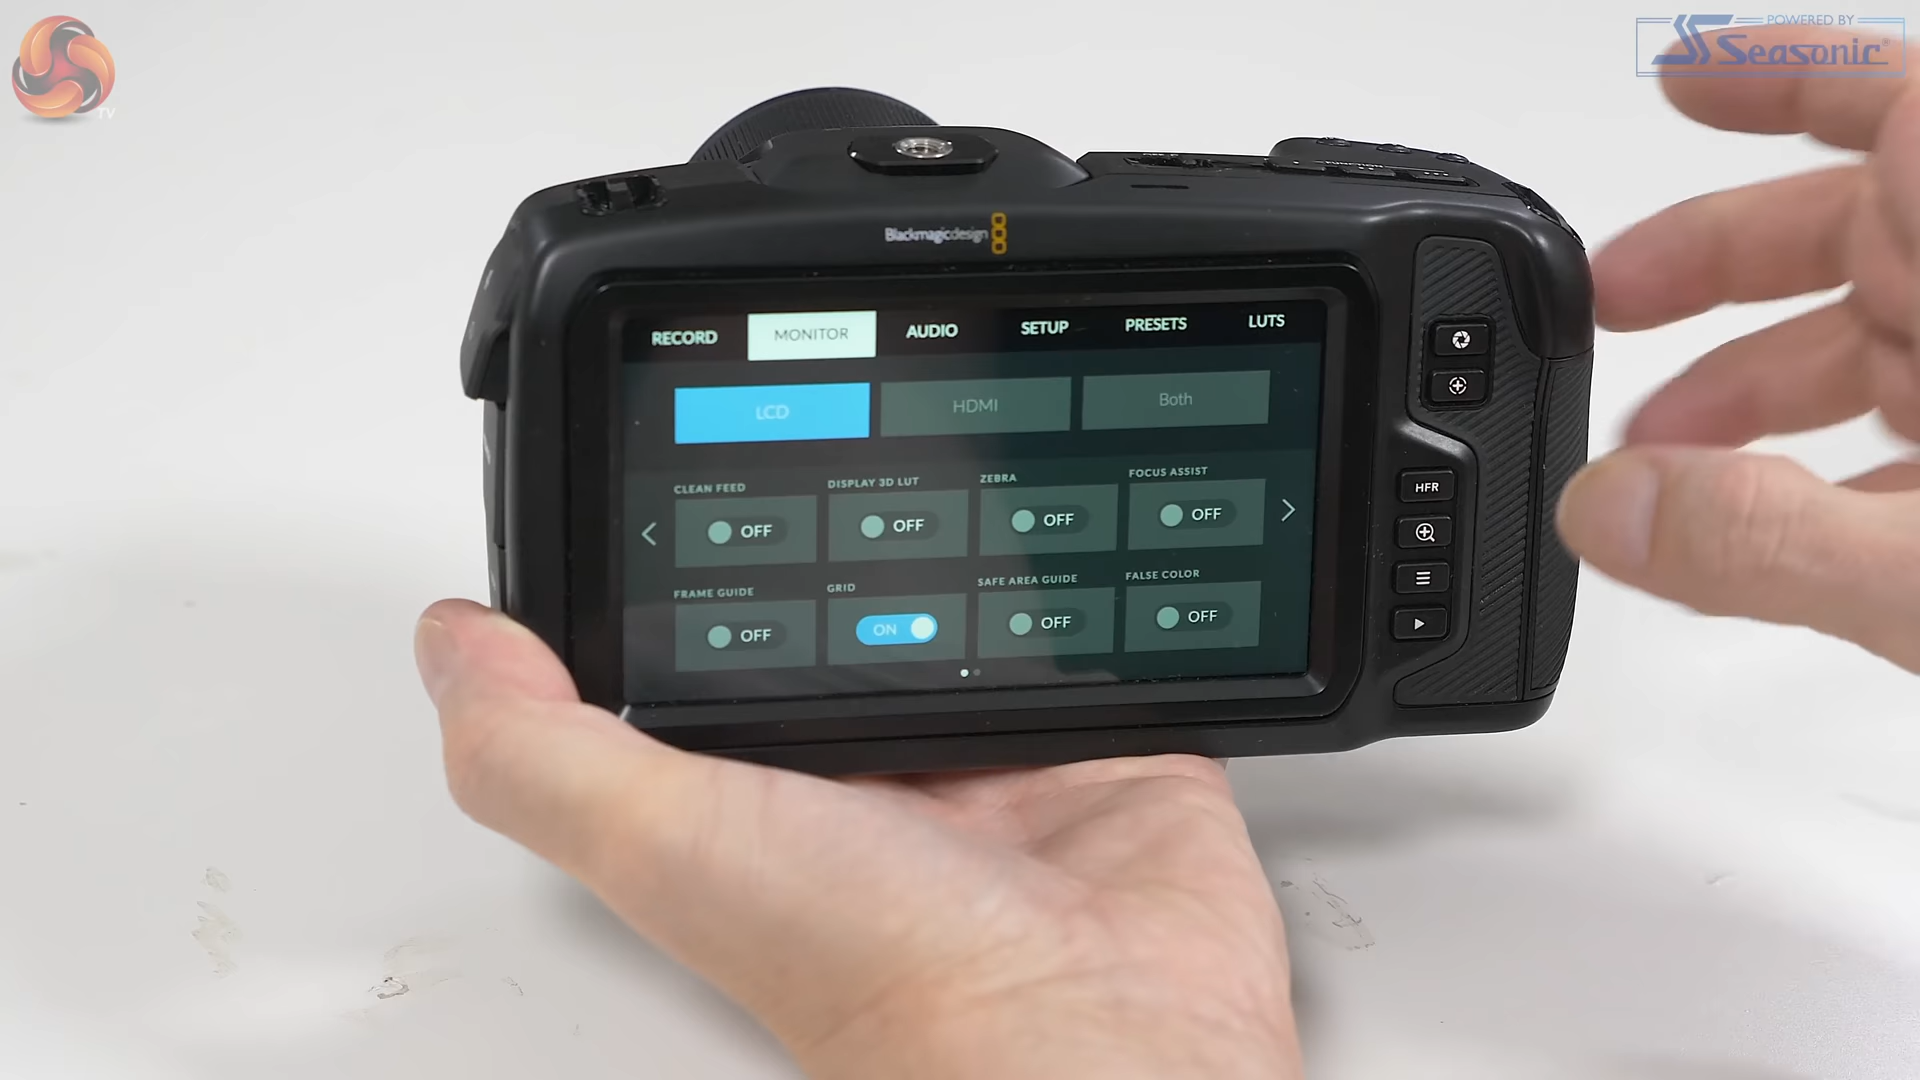 TV
POWERED BY
Seasonic
FUNCTION
Blackmagicdesign
RECORD MONITOR AUDIO SETUP PRESETS LUTS
LCD HDMI Both
CLEAN FEED DISPLAY 3D LUT ZEBRA FOCUS ASSIST
OFF OFF OFF OFF
FRAME GUIDE GRID SAFE AREA GUIDE FALSE COLOR
OFF ON OFF OFF
HFR